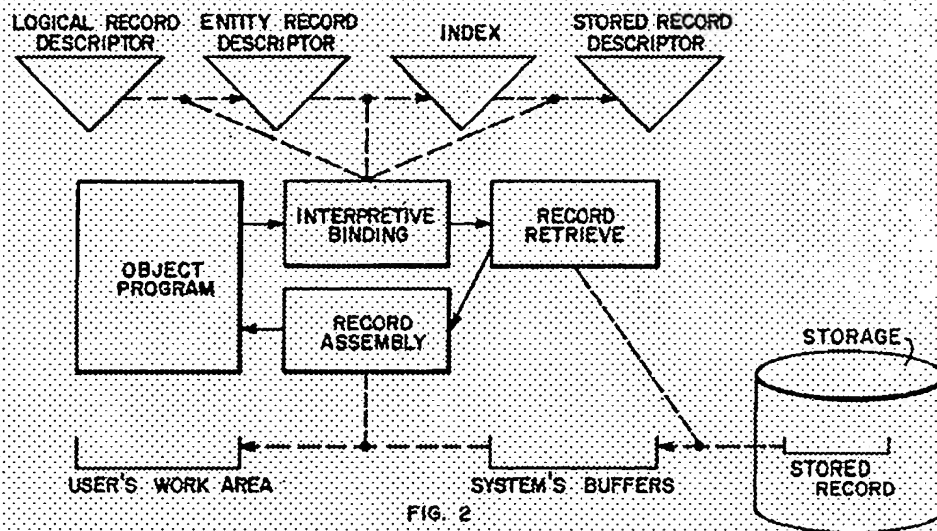 LOGICAL RECORD
DESCRIPTOR
ENTITY RECORD
DESCRIPTOR
INDEX
STORED RECORD
DESCRIPTOR
OBJECT
PROGRAM
INTERPRETIVE
BINDING
RECORD
RETRIEVE
RECORD
ASSEMBLY
STORAGE
USER'S WORK AREA
SYSTEM'S BUFFERS
STORED
RECORD
FIG. 2